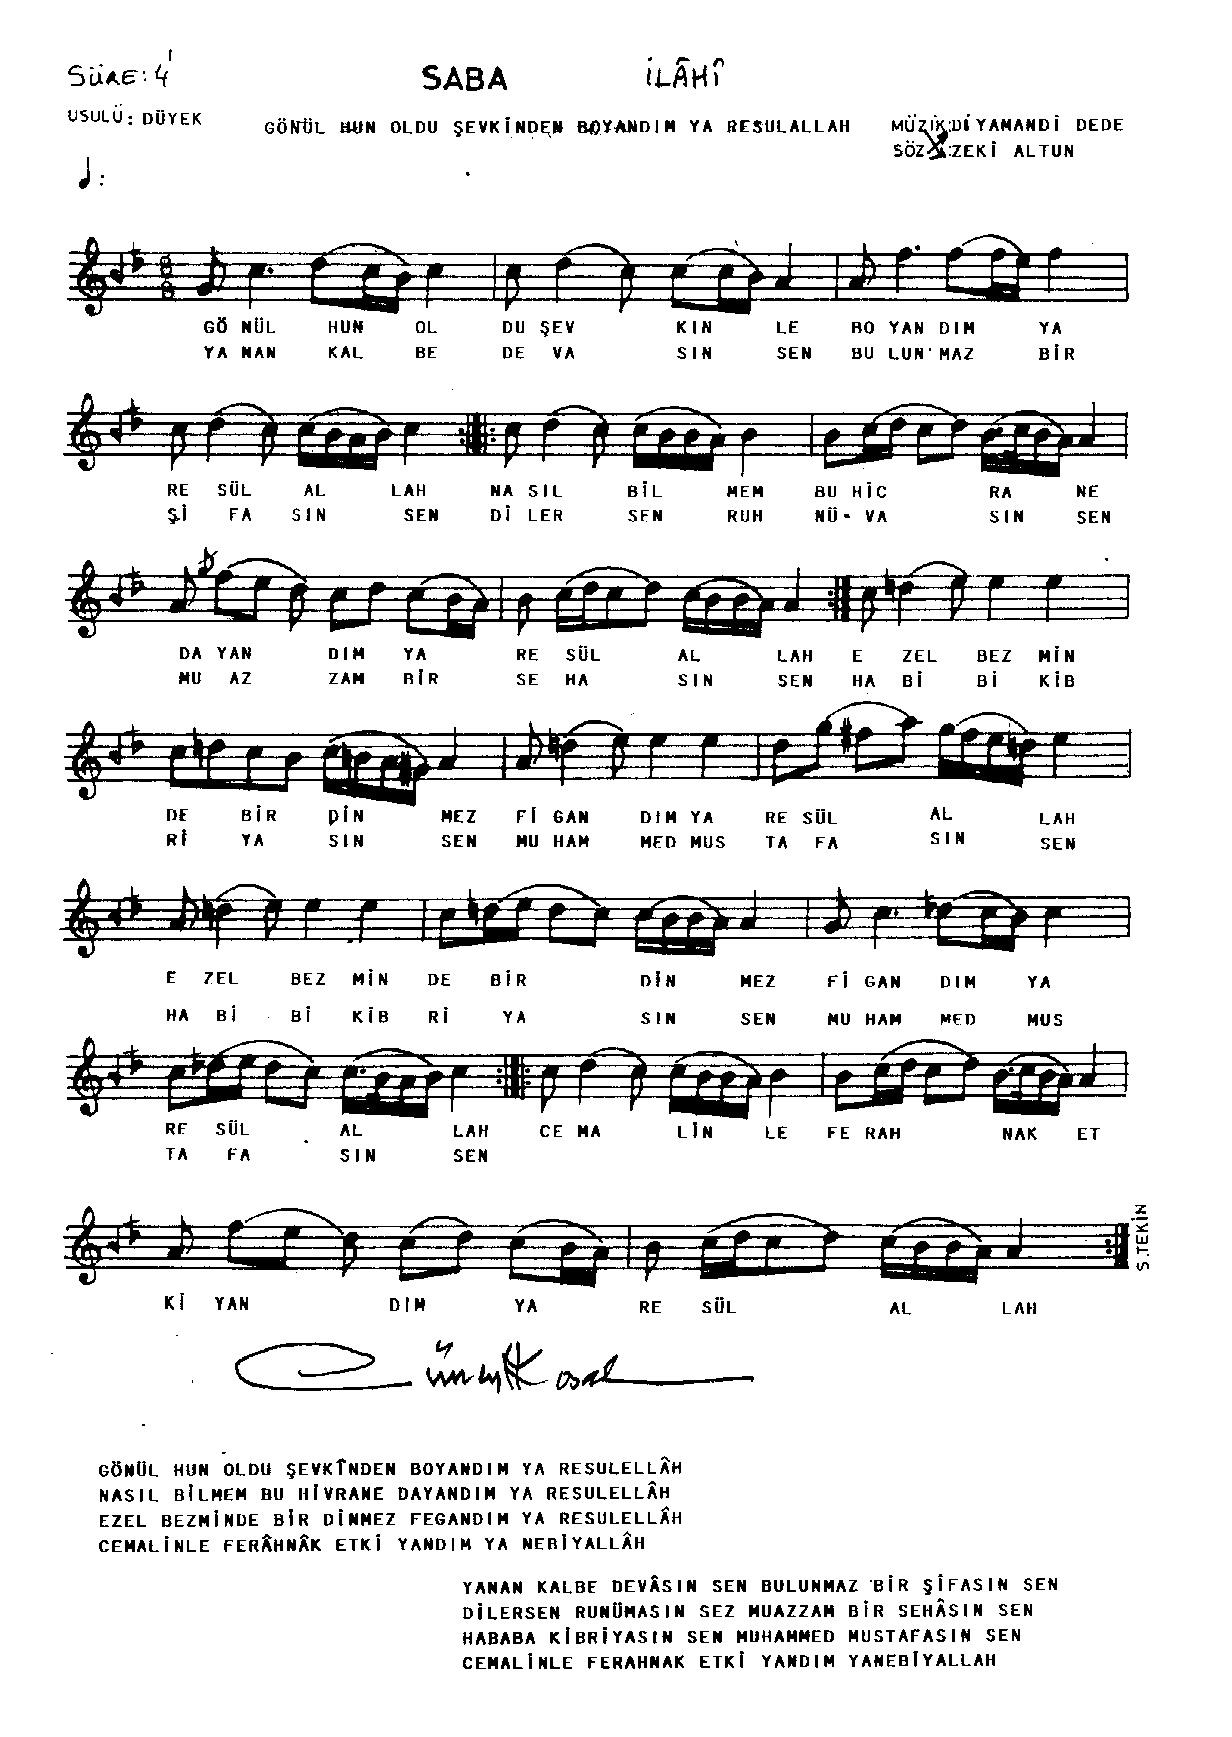 SÜRE: 4'
SABA İLÂHÎ
USULÜ: DÜYEK
GÖNÜL HUN OLDU ŞEVKİNDEN BOYANDIM YA RESULALLAH
MÜZİK:DİYAMANDİ DEDE
SÖZ :ZEKİ ALTUN
8
8
GÖ NÜL HUN OL DU ŞEV KIN LE BO YAN DIM YA
YA NAN KAL BE DE VA SIN SEN BU LUN MAZ BİR
RE SÜL AL LAH NA SIL BİL MEM BU HİC RA NE
Şİ FA SIN SEN Dİ LER SEN RUH NÜ- VA SIN SEN
DA YAN DIM YA RE SÜL AL LAH E ZEL BEZ MİN
MU AZ ZAM BİR SE HA SIN SEN HA Bİ Bİ KİB
DE BİR DİN MEZ Fİ GAN DIM YA RE SÜL AL LAH
Rİ YA SIN SEN MU HAM MED MUS TA FA SIN SEN
E ZEL BEZ MİN DE BİR DİN MEZ Fİ GAN DIM YA
HA Bİ Bİ KİB Rİ YA SIN SEN MU HAM MED MUS
RE SÜL AL LAH CE MA LİN LE FE RAH NAK ET
TA FA SIN SEN
Kİ YAN DIM YA RE SÜL AL LAH
S.TEKİN
GÖNÜL HUN OLDU ŞEVKÎNDEN BOYANDIM YA RESULELLÂH
NASIL BİLMEM BU HİVRANE DAYANDIM YA RESULELLÂH
EZEL BEZMİNDE BİR DİNMEZ FEGANDIM YA RESULELLÂH
CEMALİNLE FERÂHNÂK ETKİ YANDIM YA NEBİYALLÂH
YANAN KALBE DEVÂSIN SEN BULUNMAZ BİR ŞİFASIN SEN
DİLERSEN RUNÜMASIN SEZ MUAZZAM BİR SEHÂSIN SEN
HABABA KİBRİYASIN SEN MUHAMMED MUSTAFASIN SEN
CEMALİNLE FERAHNAK ETKİ YANDIM YANEBİYALLAH